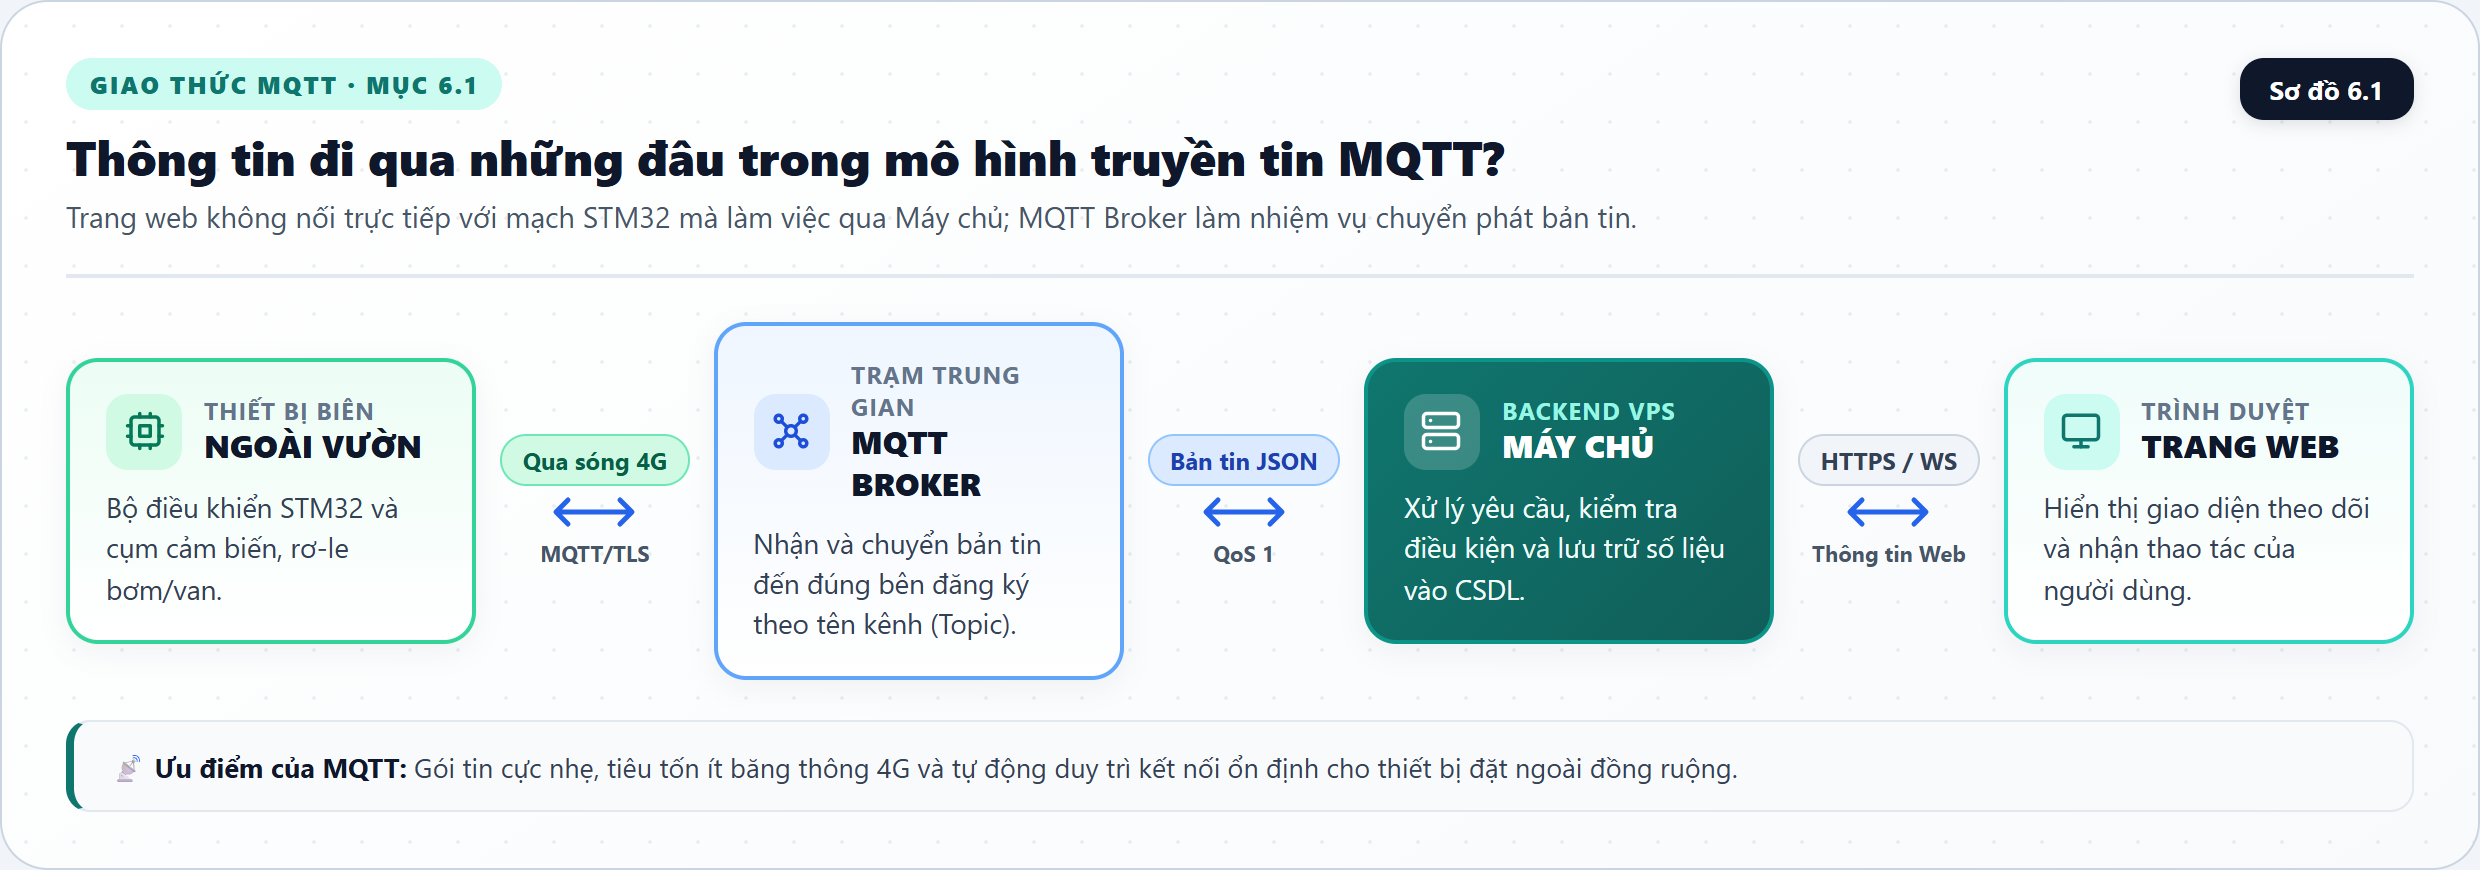 GIAO THỨC MQTT · MỤC 6.1
Sơ đồ 6.1
Thông tin đi qua những đâu trong mô hình truyền tin MQTT?
Trang web không nối trực tiếp với mạch STM32 mà làm việc qua Máy chủ; MQTT Broker làm nhiệm vụ chuyển phát bản tin.
THIẾT BỊ BIÊN
NGOÀI VƯỜN
Bộ điều khiển STM32 và
cụm cảm biến, rơ-le
bơm/van.
Qua sóng 4G
MQTT/TLS
TRẠM TRUNG
GIAN
MQTT
BROKER
Nhận và chuyển bản tin
đến đúng bên đăng ký
theo tên kênh (Topic).
Bản tin JSON
QoS 1
BACKEND VPS
MÁY CHỦ
Xử lý yêu cầu, kiểm tra
điều kiện và lưu trữ số liệu
vào CSDL.
HTTPS / WS
Thông tin Web
TRÌNH DUYỆT
TRANG WEB
Hiển thị giao diện theo dõi
và nhận thao tác của
người dùng.
Ưu điểm của MQTT: Gói tin cực nhẹ, tiêu tốn ít băng thông 4G và tự động duy trì kết nối ổn định cho thiết bị đặt ngoài đồng ruộng.